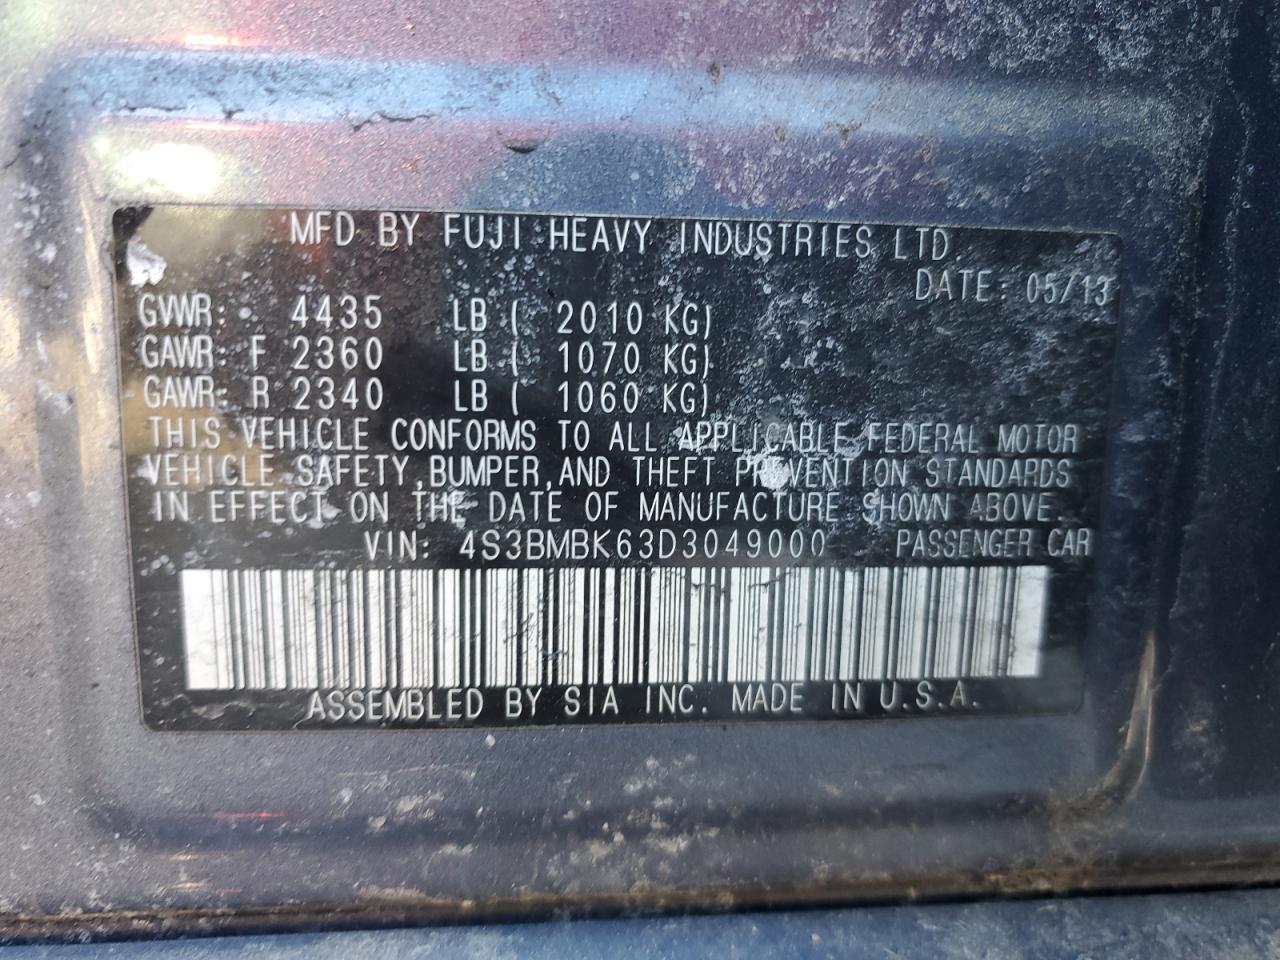 MFD BY FUJI HEAVY INDUSTRIES LTD.
DATE: 05/13
GVWR: 4435 LB ( 2010 KG)
GAWR: F 2360 LB ( 1070 KG)
GAWR: R 2340 LB ( 1060 KG)
THIS VEHICLE CONFORMS TO ALL APPLICABLE FEDERAL MOTOR
VEHICLE SAFETY, BUMPER, AND THEFT PREVENTION STANDARDS
IN EFFECT ON THE DATE OF MANUFACTURE SHOWN ABOVE.
VIN: 4S3BMBK63D3049000 PASSENGER CAR
ASSEMBLED BY SIA INC. MADE IN U.S.A.